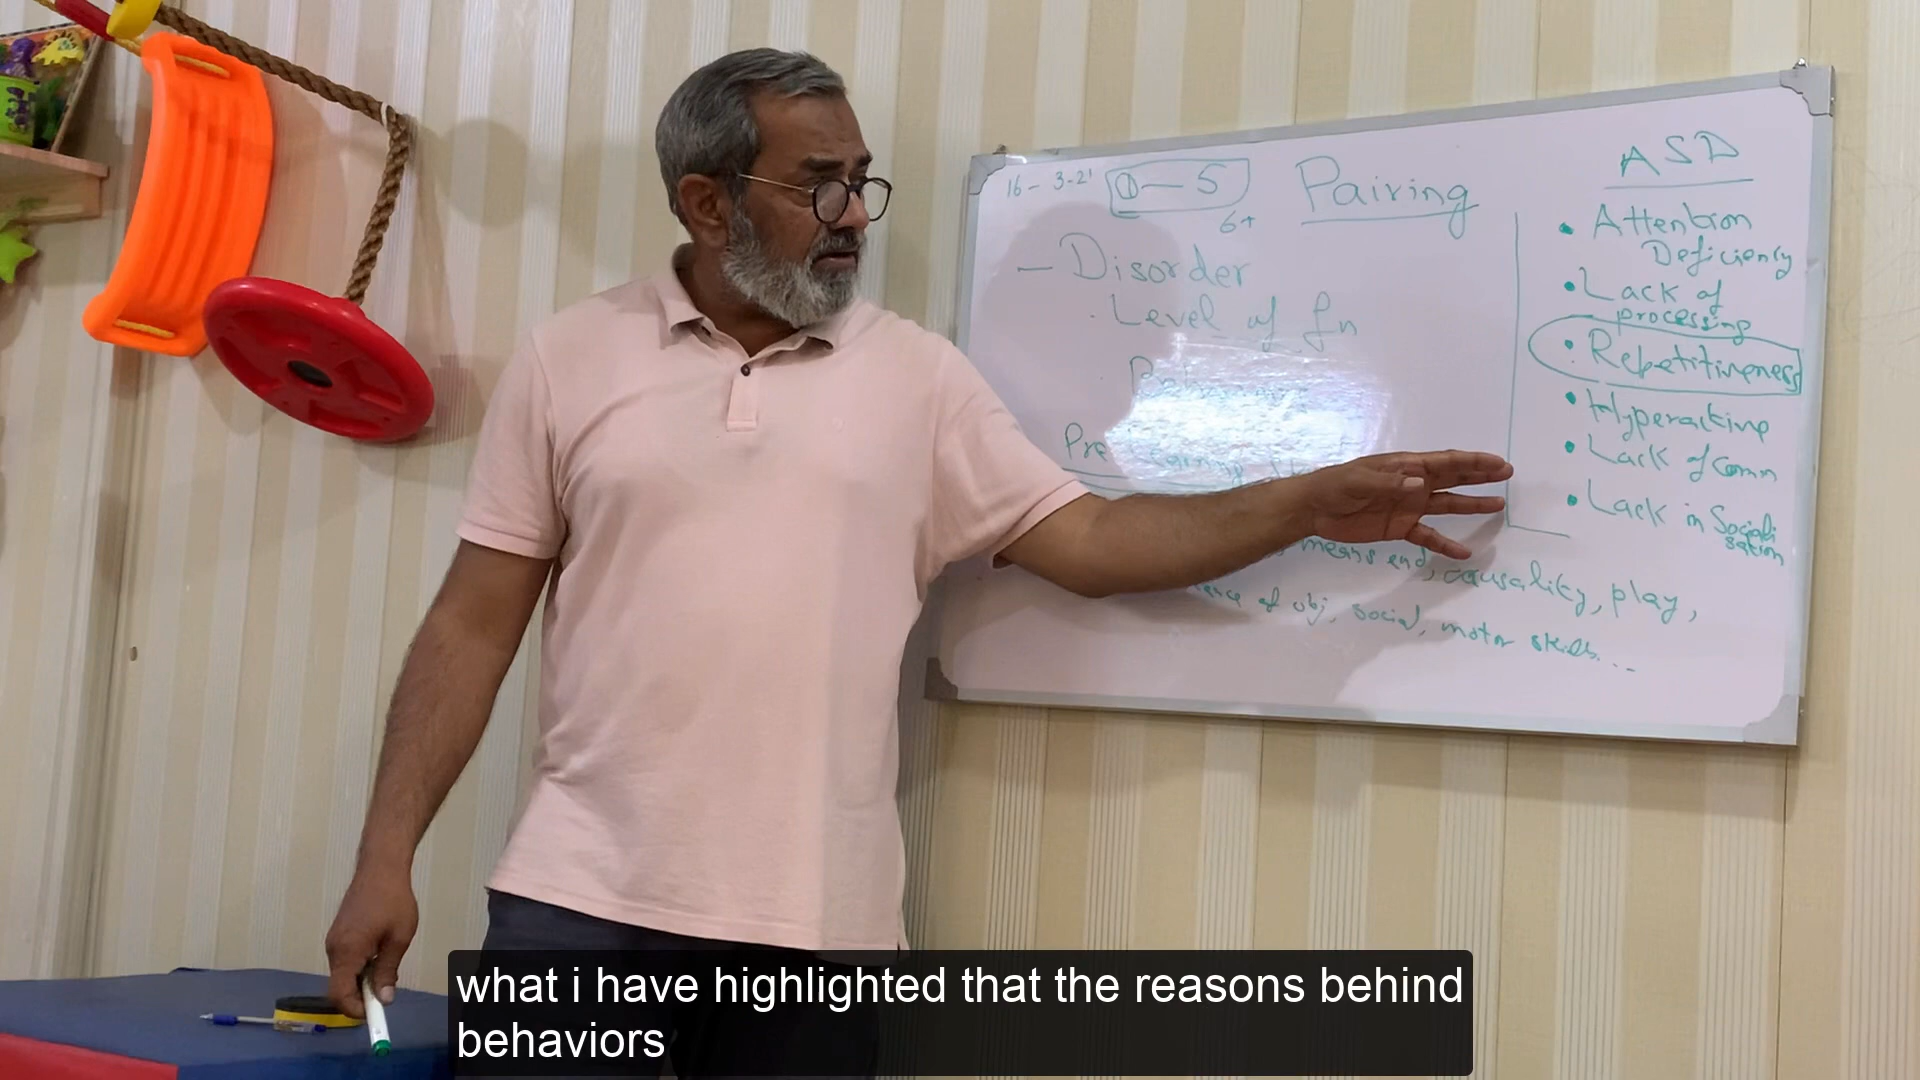 16-3-21
0-5
6+
Pairing
- Disorder
. Level of fn
Pre
means end, causality, play,
of obj, social, motor skills...
ASD
• Attention
Deficiency
• Lack of
processing
• Repetitiveness
• Hyperactive
• Lack of Comn
• Lack in Sociali
sation
what i have highlighted that the reasons behind
behaviors